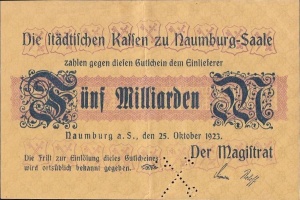 Die städtischen Kassen zu Naumburg-Saale
zahlen gegen diesen Gutschein dem Einlieferer
Fünf Milliarden M
Naumburg a. S., den 25. Oktober 1923.
Die Frist zur Einlösung dieses Gutscheines
wird ortsüblich bekannt gegeben.
Der Magistrat